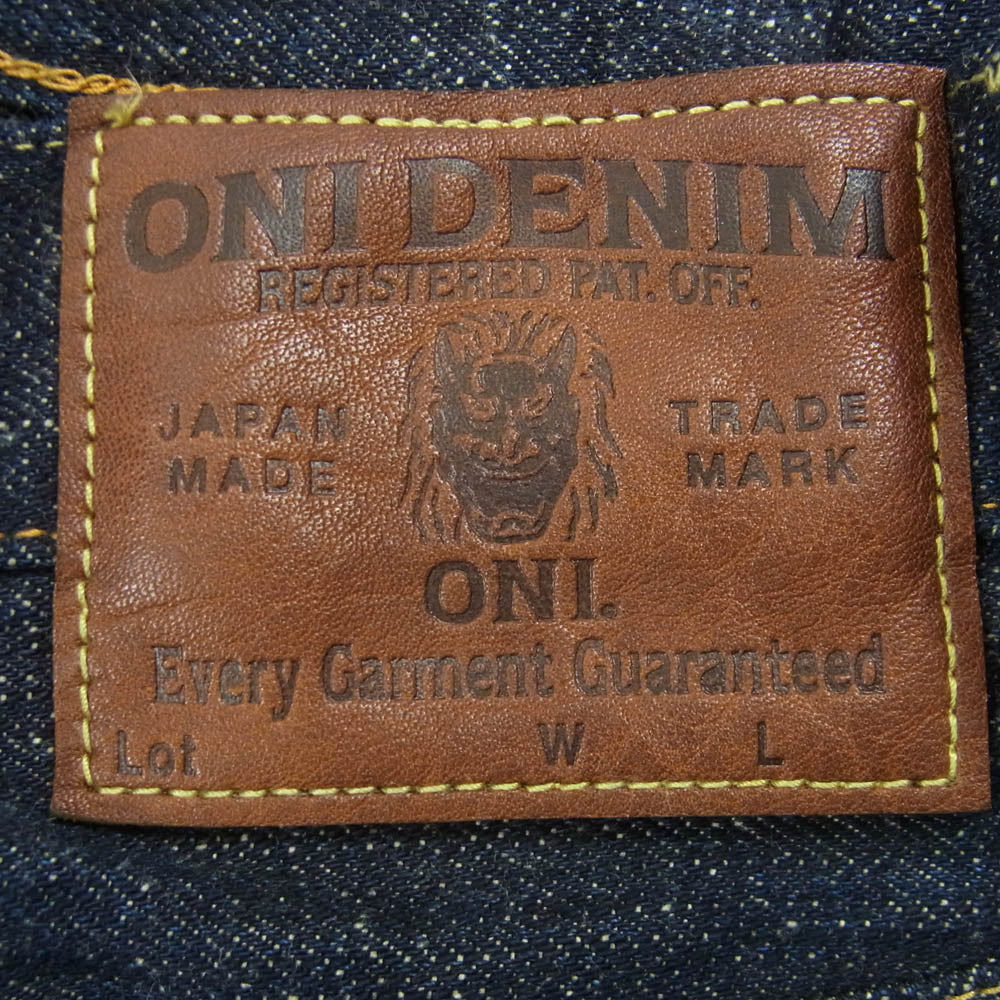 ONI DENIM
REGISTERED PAT. OFF.
JAPAN MADE
TRADE MARK
ONI.
Every Garment Guaranteed
Lot W L